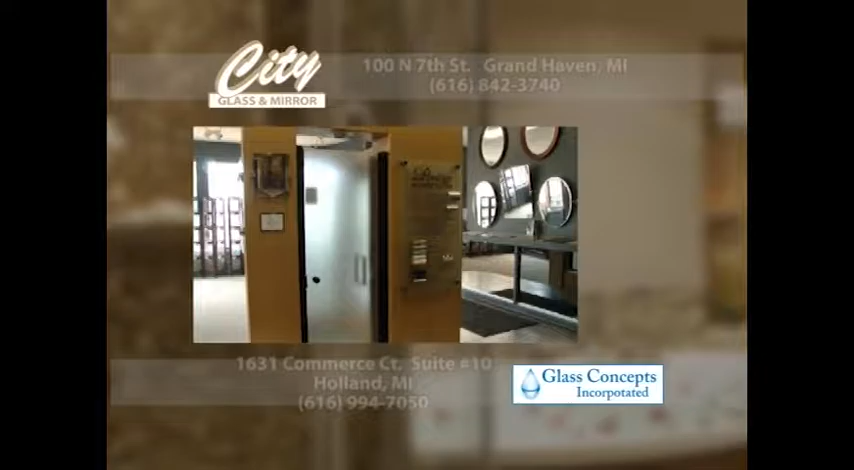 City
GLASS & MIRROR
100 N 7th St. Grand Haven, MI
(616) 842-3740
1631 Commerce Ct. Suite #10
Holland, MI
(616) 994-7050
Glass Concepts
Incorpotated